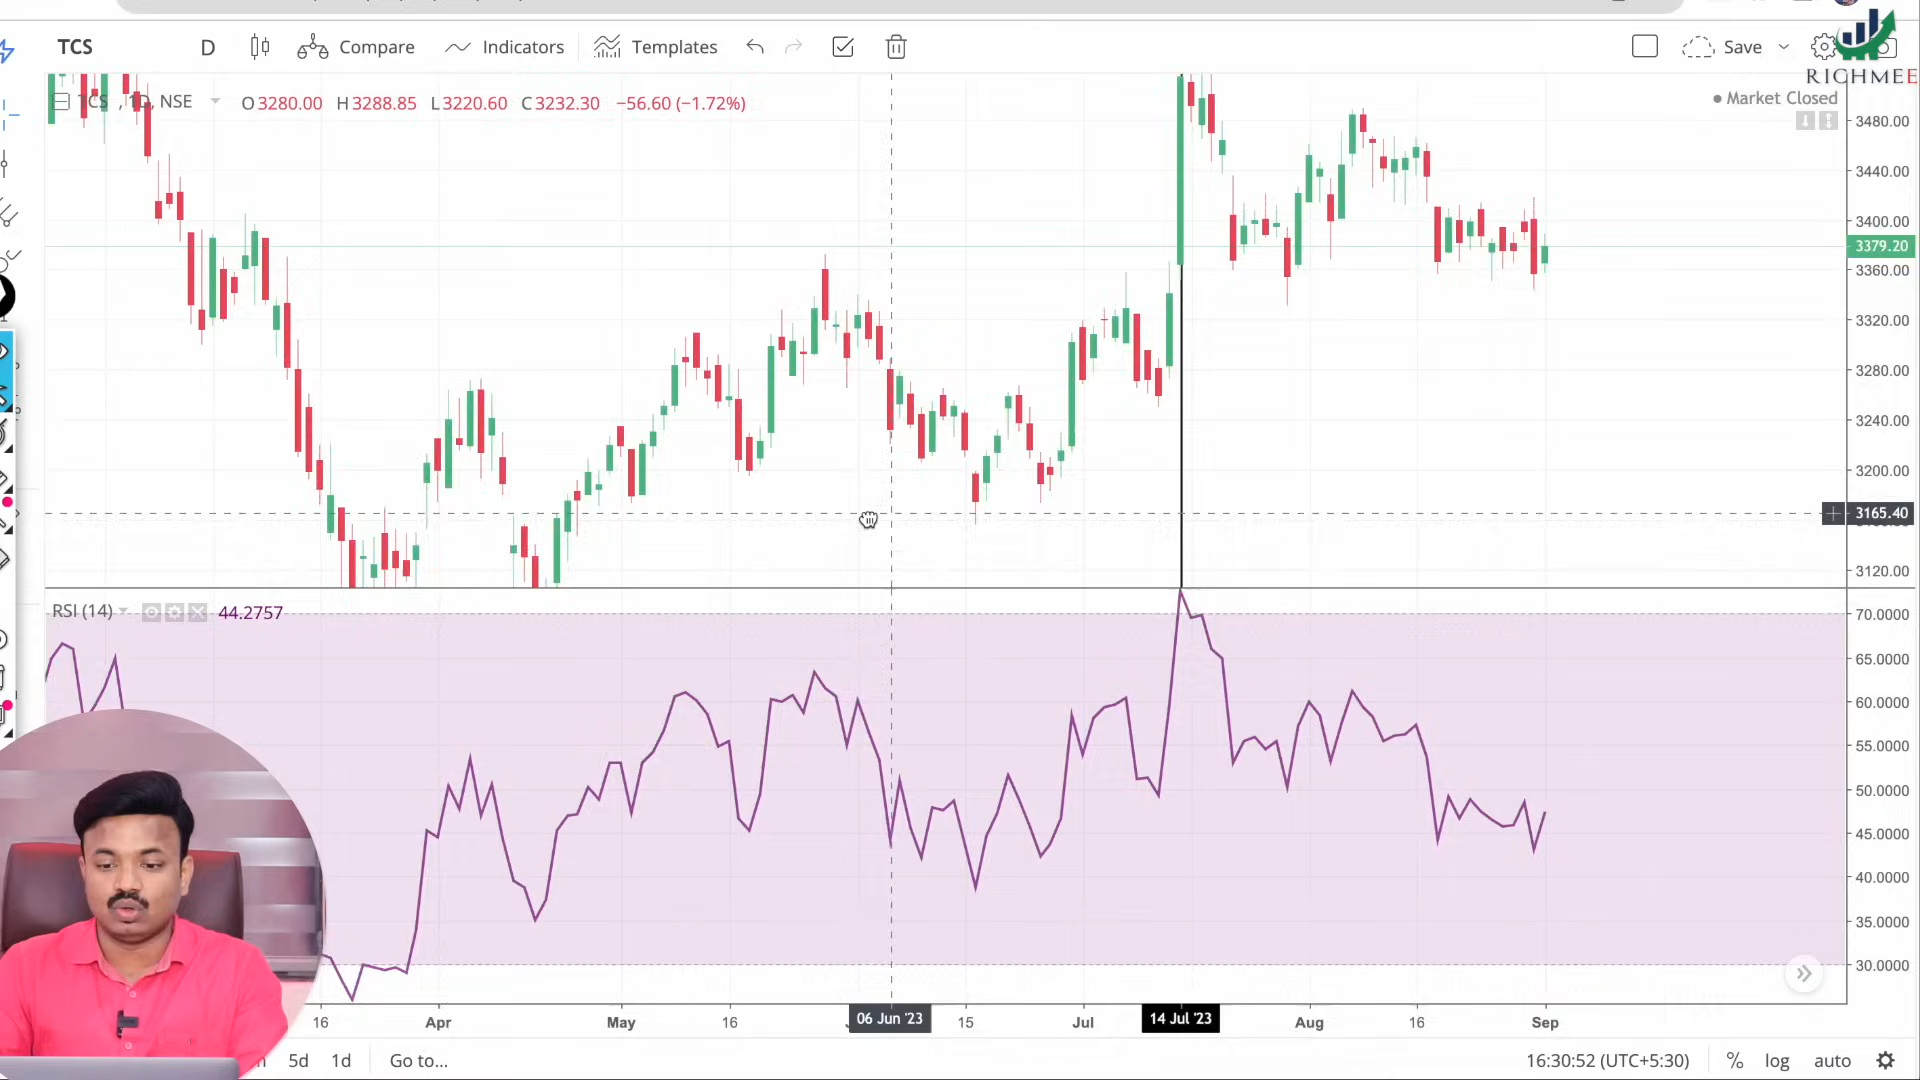 TCS D Compare Indicators Templates Save
RICHMEE
TCS , 1D, NSE O3280.00 H3288.85 L3220.60 C3232.30 −56.60 (−1.72%)
Market Closed
3480.00
3440.00
3400.00
3379.20
3360.00
3320.00
3280.00
3240.00
3200.00
3165.40
3120.00
RSI (14) 44.2757
70.0000
65.0000
60.0000
55.0000
50.0000
45.0000
40.0000
35.0000
30.0000
16 Apr May 16 06 Jun '23 15 Jul 14 Jul '23 Aug 16 Sep
5d 1d Go to... 16:30:52 (UTC+5:30) % log auto